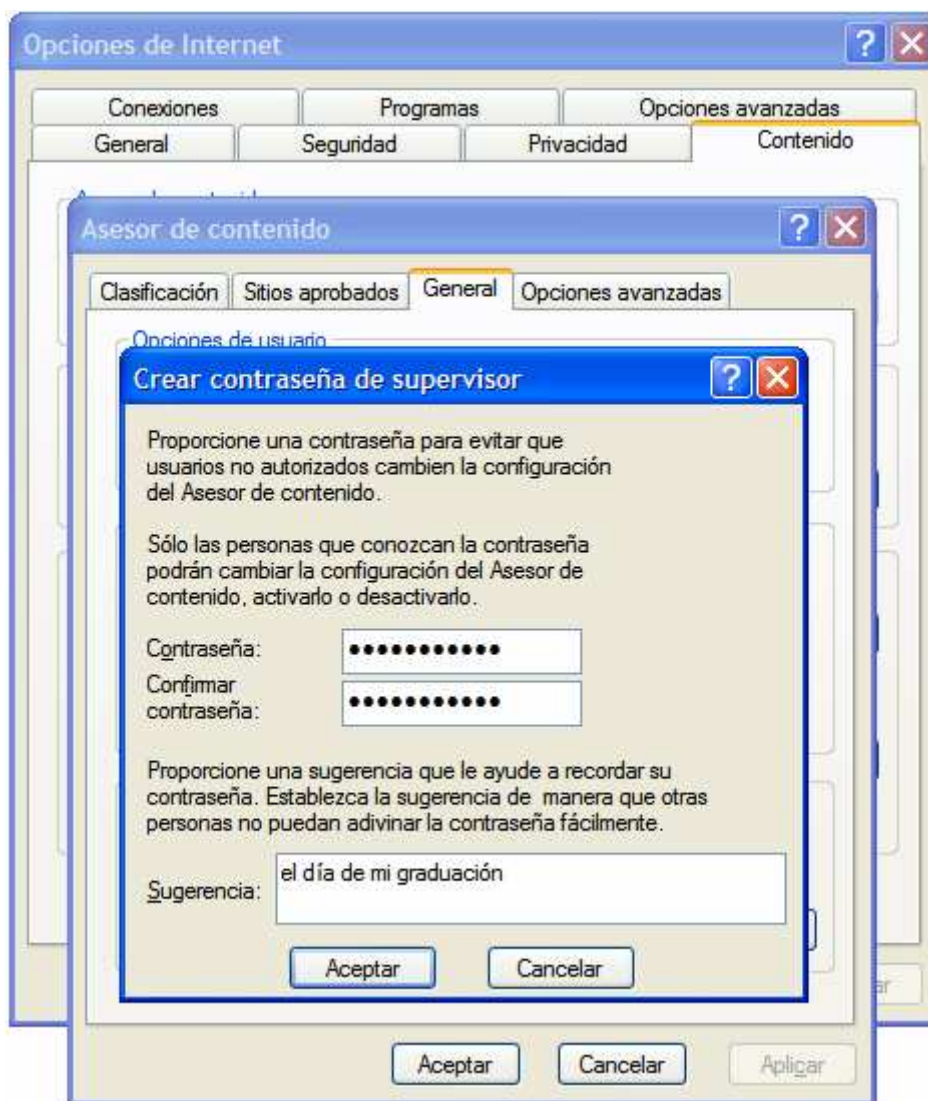 Opciones de Internet
Conexiones Programas Opciones avanzadas
General Seguridad Privacidad Contenido
Asesor de contenido
Clasificación Sitios aprobados General Opciones avanzadas
Opciones de usuario
Crear contraseña de supervisor
Proporcione una contraseña para evitar que
usuarios no autorizados cambien la configuración
del Asesor de contenido.
Sólo las personas que conozcan la contraseña
podrán cambiar la configuración del Asesor de
contenido, activarlo o desactivarlo.
Contraseña: •••••••••••
Confirmar
contraseña: •••••••••••
Proporcione una sugerencia que le ayude a recordar su
contraseña. Establezca la sugerencia de manera que otras
personas no puedan adivinar la contraseña fácilmente.
Sugerencia: el día de mi graduación
Aceptar Cancelar
Aceptar Cancelar Aplicar